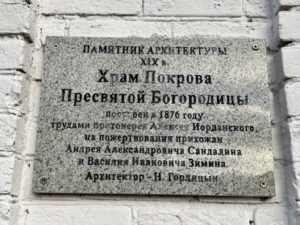 ПАМЯТНИК АРХИТЕКТУРЫ
XIX в.
Храм Покрова
Пресвятой Богородицы
построен в 1876 году
трудами протоиерея Алексея Иорданского,
на пожертвования прихожан
Андрея Александровича Сандалина
и Василия Ивановича Зимина.
Архитектор - Н. Горлицын.